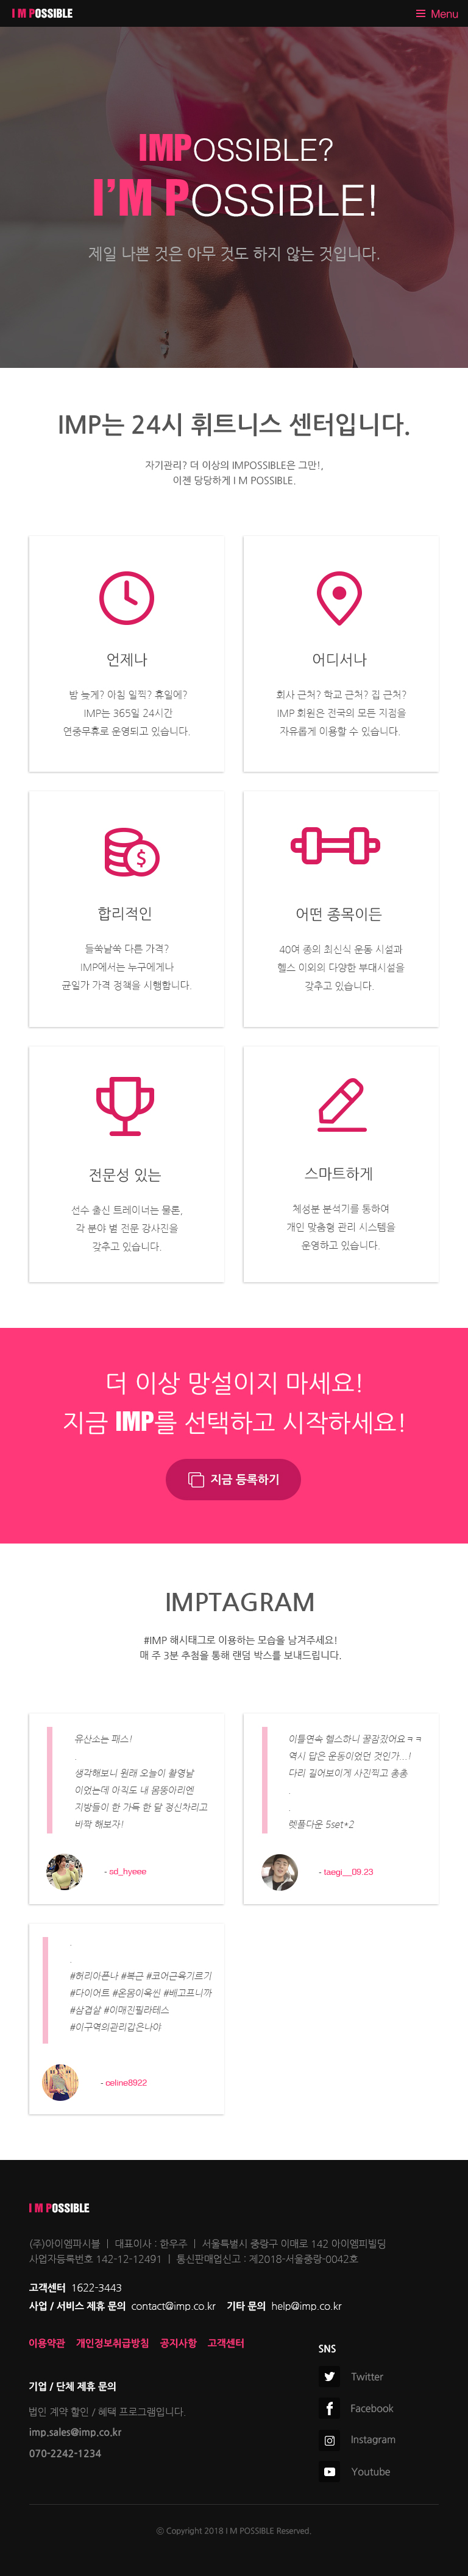 I M POSSIBLE
Menu
IMPOSSIBLE?
I'M POSSIBLE!
제일 나쁜 것은 아무 것도 하지 않는 것입니다.
IMP는 24시 휘트니스 센터입니다.
자기관리? 더 이상의 IMPOSSIBLE은 그만!,
이젠 당당하게 I M POSSIBLE.
언제나
밤 늦게? 아침 일찍? 휴일에?
IMP는 365일 24시간
연중무휴로 운영되고 있습니다.
어디서나
회사 근처? 학교 근처? 집 근처?
IMP 회원은 전국의 모든 지점을
자유롭게 이용할 수 있습니다.
합리적인
들쑥날쑥 다른 가격?
IMP에서는 누구에게나
균일가 가격 정책을 시행합니다.
어떤 종목이든
40여 종의 최신식 운동 시설과
헬스 이외의 다양한 부대시설을
갖추고 있습니다.
전문성 있는
선수 출신 트레이너는 물론,
각 분야 별 전문 강사진을
갖추고 있습니다.
스마트하게
체성분 분석기를 통하여
개인 맞춤형 관리 시스템을
운영하고 있습니다.
더 이상 망설이지 마세요!
지금 IMP를 선택하고 시작하세요!
지금 등록하기
IMPTAGRAM
#IMP 해시태그로 이용하는 모습을 남겨주세요!
매 주 3분 추첨을 통해 랜덤 박스를 보내드립니다.
유산소는 패스!
.
생각해보니 원래 오늘이 촬영날
이었는데 아직도 내 몸뚱아리엔
지방들이 한 가득 한 달 정신차리고
바짝 해보자!
- sd_hyeee
이틀연속 헬스하니 꿀잠잤어요ㅋㅋ
역시 답은 운동이었던 것인가...!
다리 길어보이게 사진찍고 총총
.
.
렛풀다운 5set*2
- taegi__09.23
.
.
#허리아픈나 #복근 #코어근육기르기
#다이어트 #온몸이욱씬 #배고프니까
#삼겹살 #이매진필라테스
#이구역의관리갑은나야
- celine8922
I M POSSIBLE
(주)아이엠파시블 | 대표이사 : 한우주 | 서울특별시 중랑구 이매로 142 아이엠피빌딩
사업자등록번호 142-12-12491 | 통신판매업신고 : 제2018-서울중랑-0042호
고객센터 1622-3443
사업 / 서비스 제휴 문의 contact@imp.co.kr 기타 문의 help@imp.co.kr
이용약관 개인정보취급방침 공지사항 고객센터
SNS
Twitter
Facebook
Instagram
Youtube
기업 / 단체 제휴 문의
법인 계약 할인 / 혜택 프로그램입니다.
imp.sales@imp.co.kr
070-2242-1234
ⓒ Copyright 2018 I M POSSIBLE Reserved.